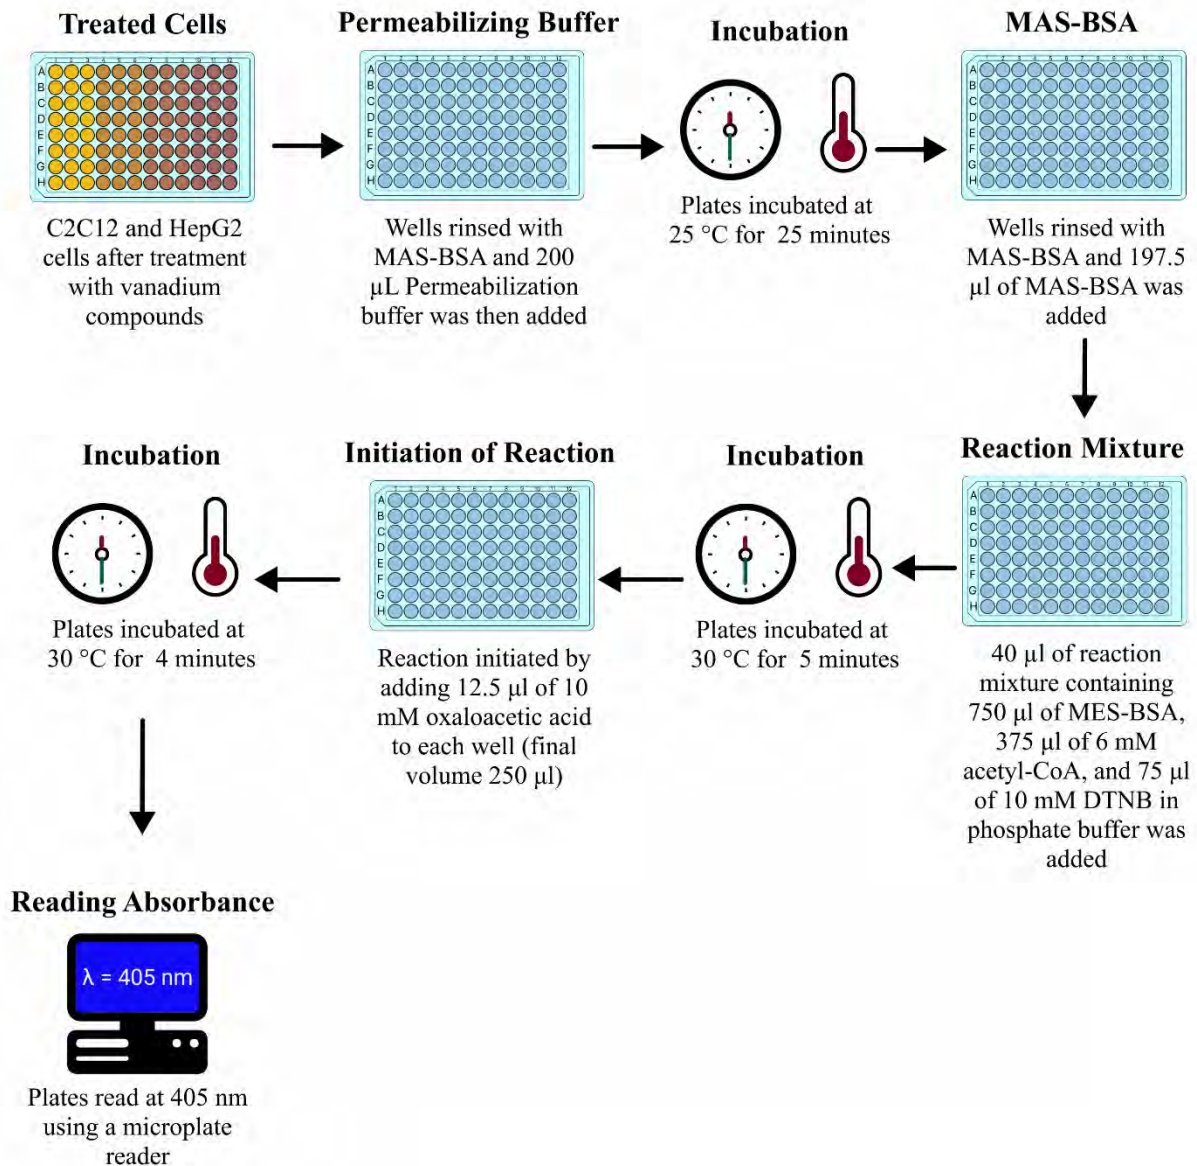 Treated Cells
C2C12 and HepG2
cells after treatment
with vanadium
compounds
Permeabilizing Buffer
Wells rinsed with
MAS-BSA and 200
µL Permeabilization
buffer was then added
Incubation
Plates incubated at
25 °C for 25 minutes
MAS-BSA
Wells rinsed with
MAS-BSA and 197.5
µl of MAS-BSA was
added
Reaction Mixture
40 µl of reaction
mixture containing
750 µl of MES-BSA,
375 µl of 6 mM
acetyl-CoA, and 75 µl
of 10 mM DTNB in
phosphate buffer was
added
Incubation
Plates incubated at
30 °C for 5 minutes
Initiation of Reaction
Reaction initiated by
adding 12.5 µl of 10
mM oxaloacetic acid
to each well (final
volume 250 µl)
Incubation
Plates incubated at
30 °C for 4 minutes
Reading Absorbance
λ = 405 nm
Plates read at 405 nm
using a microplate
reader